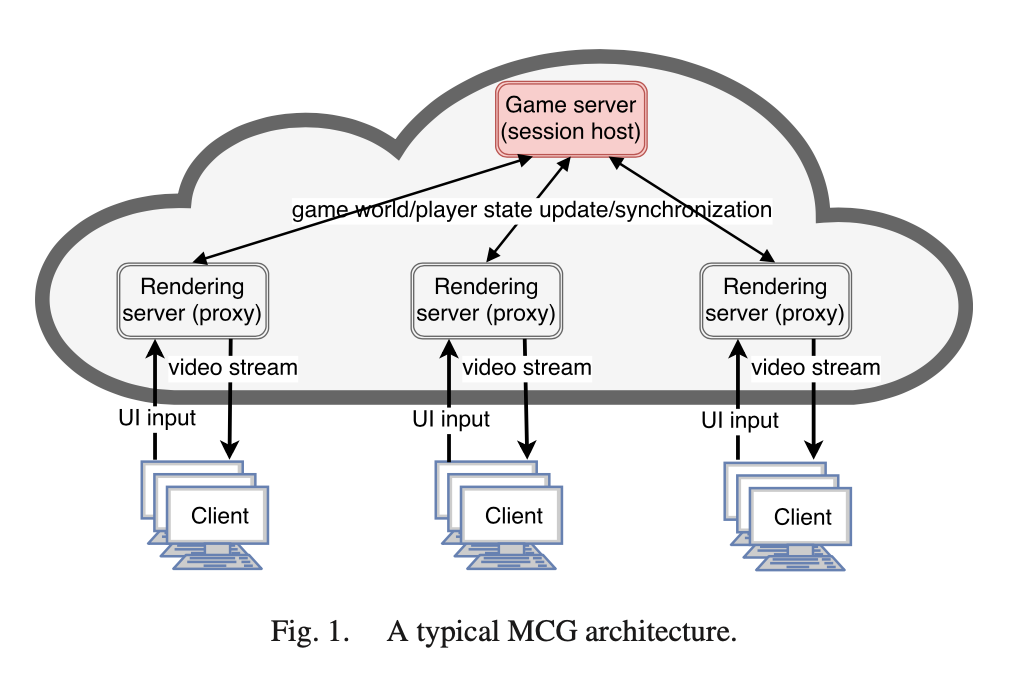 Game server
(session host)
game world/player state update/synchronization
Rendering
server (proxy)
Rendering
server (proxy)
Rendering
server (proxy)
video stream
video stream
video stream
UI input
UI input
UI input
Client
Client
Client
Fig. 1. A typical MCG architecture.